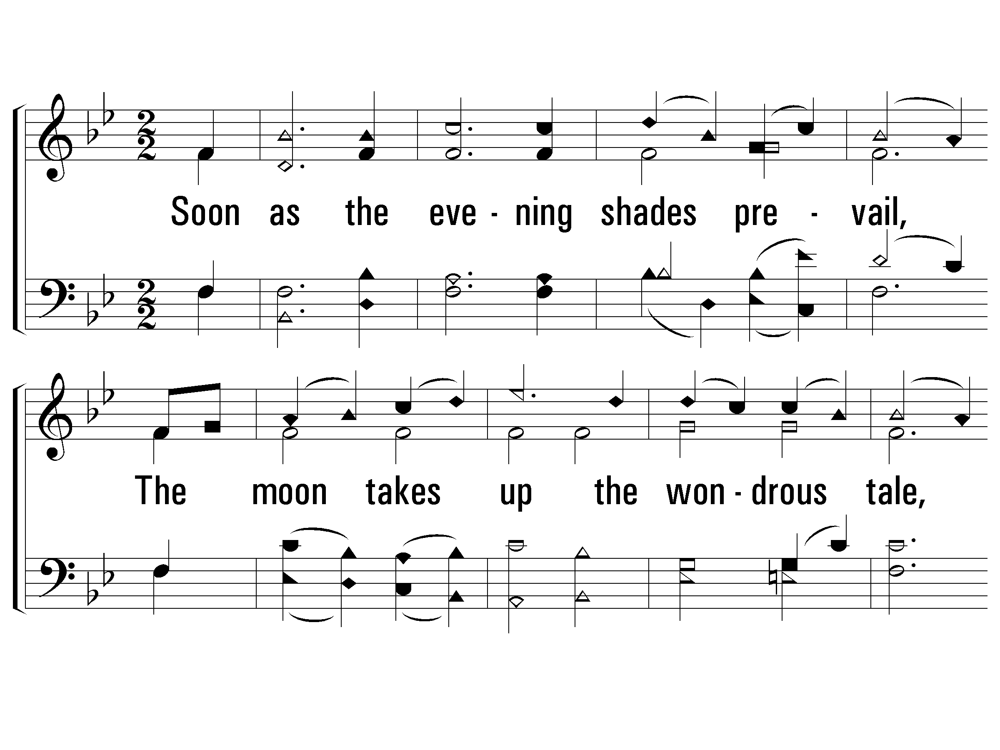 Soon as the eve - ning shades pre - vail,
The moon takes up the won - drous tale,